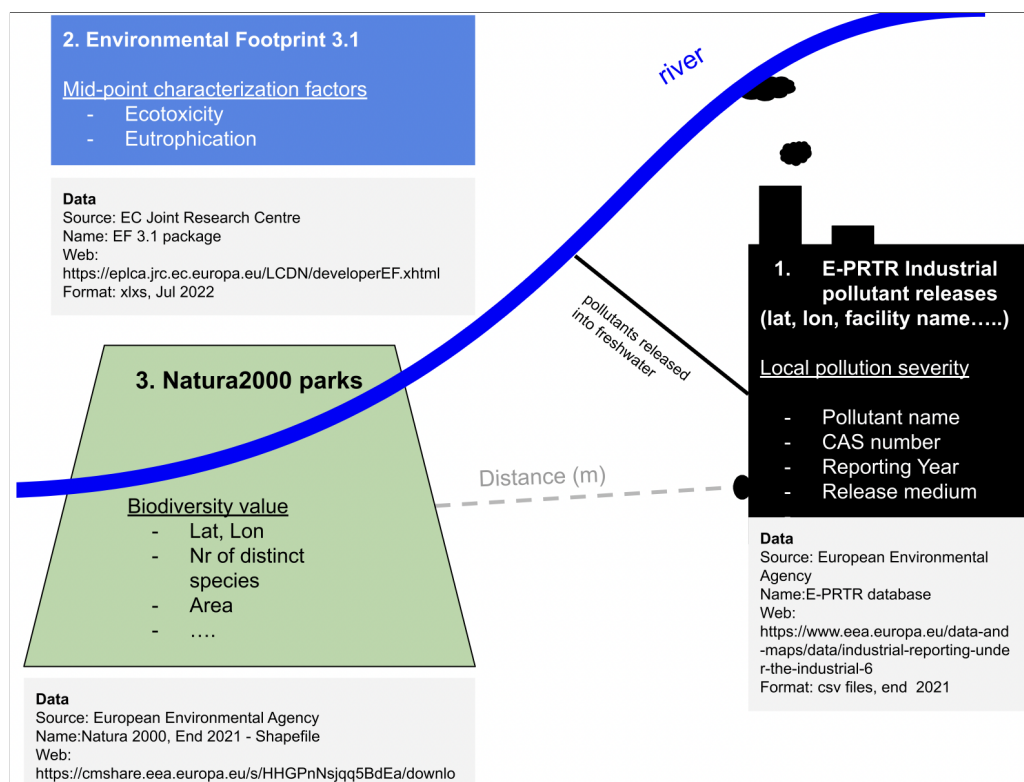 2. Environmental Footprint 3.1
Mid-point characterization factors
- Ecotoxicity
- Eutrophication
Data
Source: EC Joint Research Centre
Name: EF 3.1 package
Web:
https://eplca.jrc.ec.europa.eu/LCDN/developerEF.xhtml
Format: xlxs, Jul 2022
river
pollutants released
into freshwater
1. E-PRTR Industrial
pollutant releases
(lat, lon, facility name…..)
Local pollution severity
- Pollutant name
- CAS number
- Reporting Year
- Release medium
-
Data
Source: European Environmental
Agency
Name:E-PRTR database
Web:
https://www.eea.europa.eu/data-and
-maps/data/industrial-reporting-unde
r-the-industrial-6
Format: csv files, end 2021
Distance (m)
3. Natura2000 parks
Biodiversity value
- Lat, Lon
- Nr of distinct
species
- Area
- ….
Data
Source: European Environmental Agency
Name:Natura 2000, End 2021 - Shapefile
Web:
https://cmshare.eea.europa.eu/s/HHGPnNsjqq5BdEa/downlo